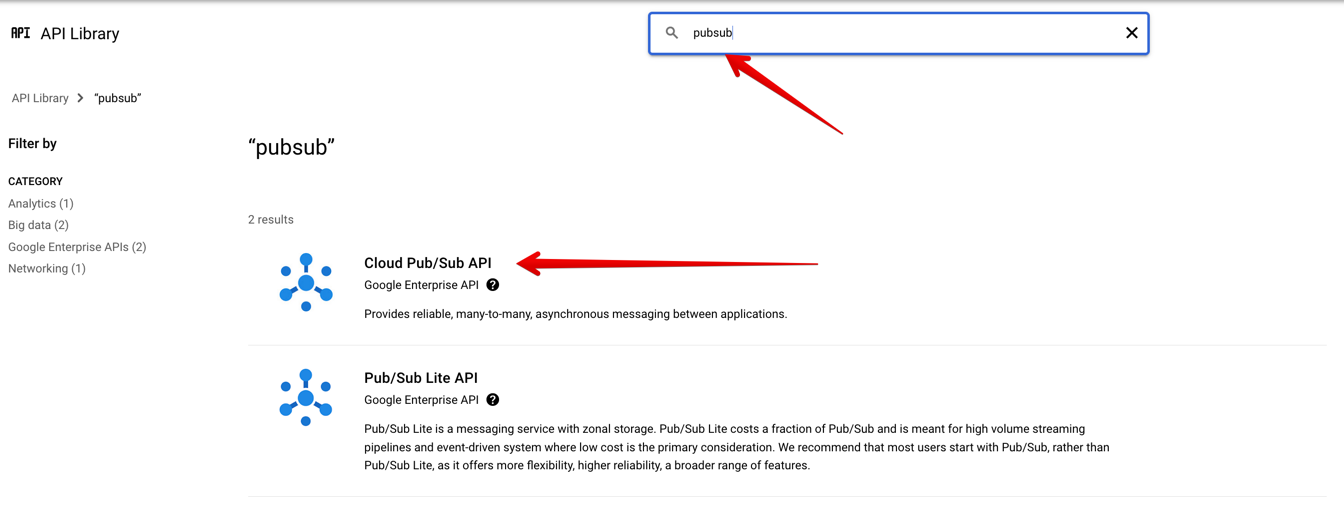 API API Library
pubsub
API Library > “pubsub”
Filter by
CATEGORY
Analytics (1)
Big data (2)
Google Enterprise APIs (2)
Networking (1)
“pubsub”
2 results
Cloud Pub/Sub API
Google Enterprise API ?
Provides reliable, many-to-many, asynchronous messaging between applications.
Pub/Sub Lite API
Google Enterprise API ?
Pub/Sub Lite is a messaging service with zonal storage. Pub/Sub Lite costs a fraction of Pub/Sub and is meant for high volume streaming
pipelines and event-driven system where low cost is the primary consideration. We recommend that most users start with Pub/Sub, rather than
Pub/Sub Lite, as it offers more flexibility, higher reliability, a broader range of features.